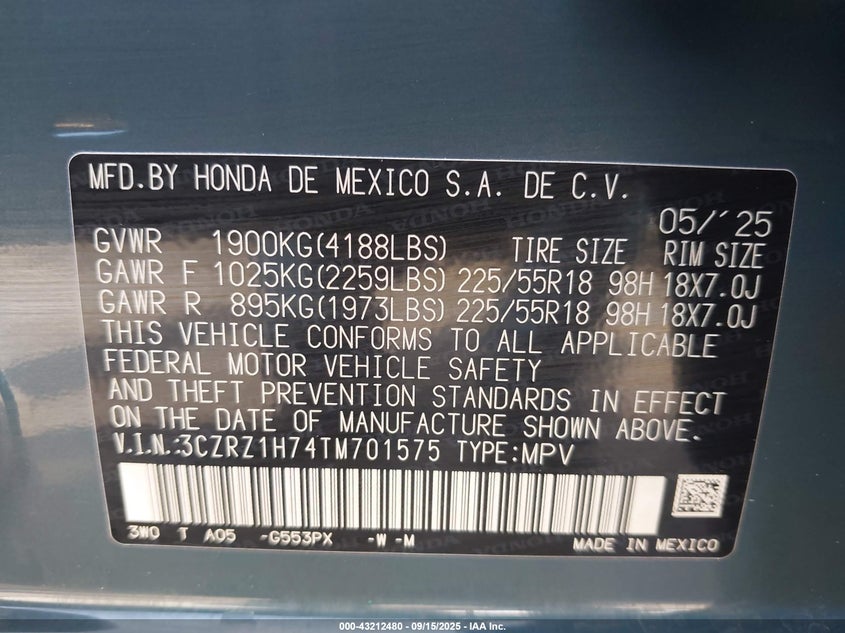 MFD.BY HONDA DE MEXICO S.A. DE C.V.
05/'25
GVWR 1900KG(4188LBS) TIRE SIZE RIM SIZE
GAWR F 1025KG(2259LBS) 225/55R18 98H 18X7.0J
GAWR R 895KG(1973LBS) 225/55R18 98H 18X7.0J
THIS VEHICLE CONFORMS TO ALL APPLICABLE
FEDERAL MOTOR VEHICLE SAFETY
AND THEFT PREVENTION STANDARDS IN EFFECT
ON THE DATE OF MANUFACTURE SHOWN ABOVE.
V.I.N.:3CZRZ1H74TM701575 TYPE:MPV
3W0 T A05 -G553PX -W -M
MADE IN MEXICO
000-43212480 - 09/15/2025 - IAA Inc.